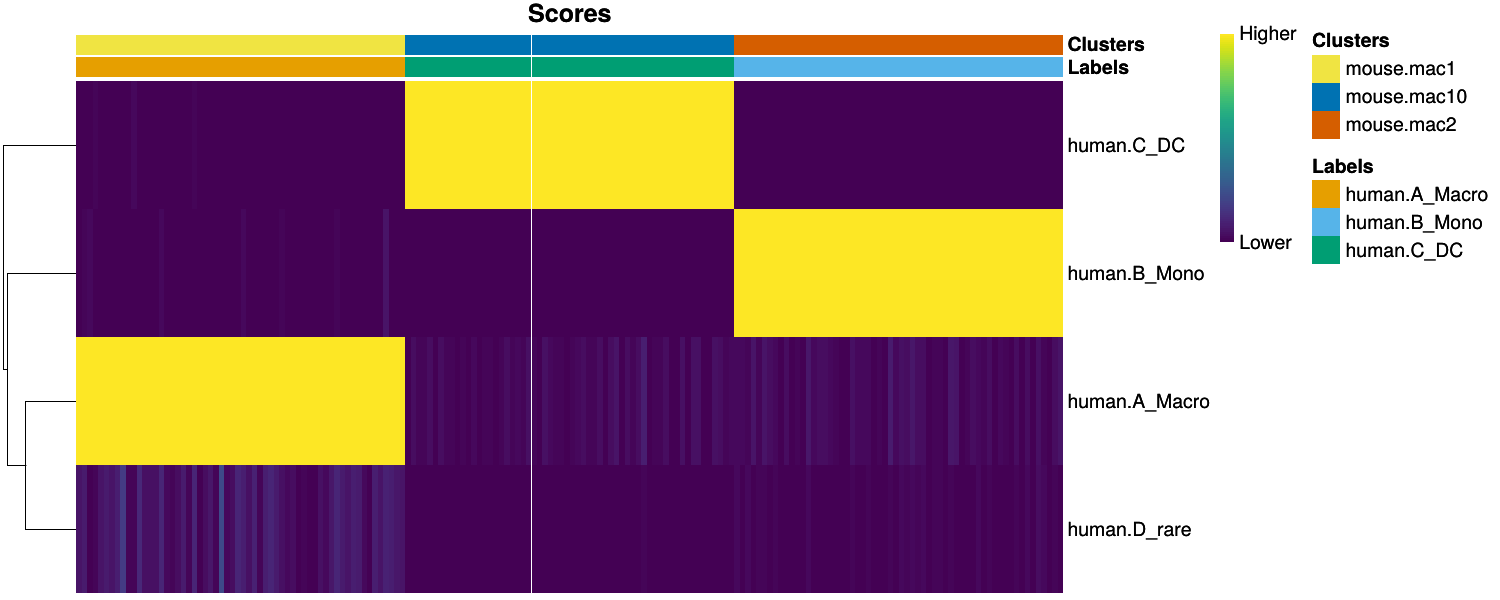 Scores
Clusters
Labels
human.C_DC
human.B_Mono
human.A_Macro
human.D_rare
Higher
Lower
Clusters
mouse.mac1
mouse.mac10
mouse.mac2
Labels
human.A_Macro
human.B_Mono
human.C_DC